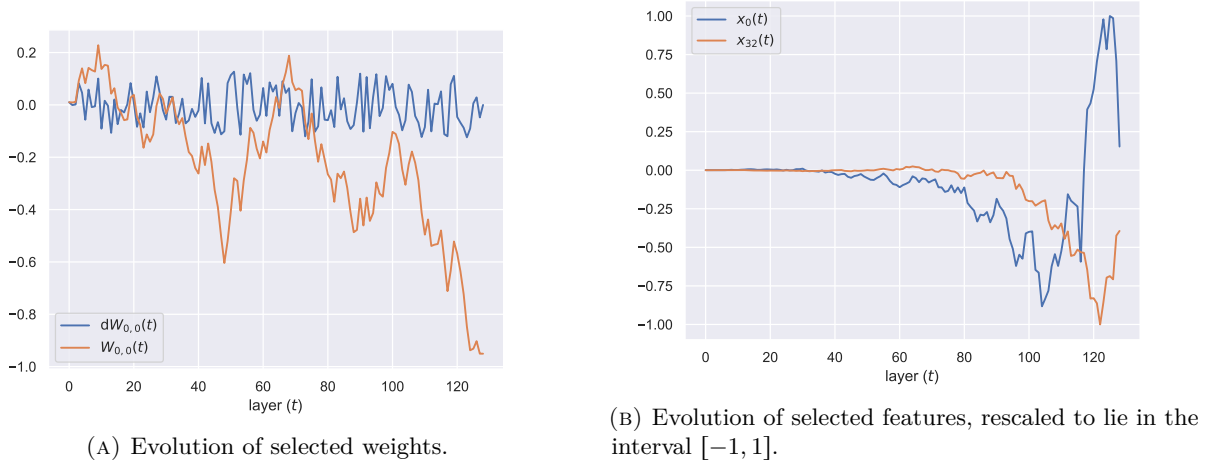 0.2
0.0
−0.2
−0.4
−0.6
−0.8
−1.0
dW0,0(t)
W0,0(t)
0 20 40 60 80 100 120
layer (t)
(A) Evolution of selected weights.
x0(t)
x32(t)
1.00
0.75
0.50
0.25
0.00
−0.25
−0.50
−0.75
−1.00
0 20 40 60 80 100 120
layer (t)
(B) Evolution of selected features, rescaled to lie in the
interval [−1, 1].